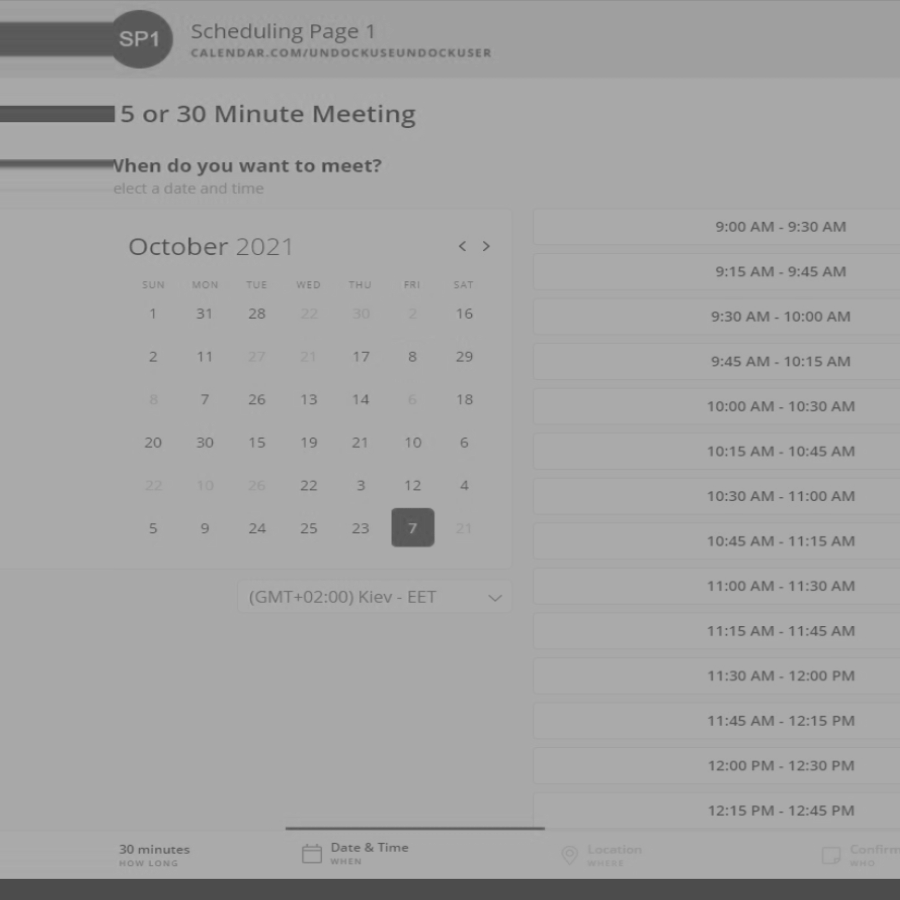 SP1
Scheduling Page 1
CALENDAR.COM/UNDOCKUSEUNDOCKUSER
5 or 30 Minute Meeting
When do you want to meet?
elect a date and time
October 2021
SUN MON TUE WED THU FRI SAT
1 31 28 22 30 2 16
2 11 27 21 17 8 29
8 7 26 13 14 6 18
20 30 15 19 21 10 6
22 10 26 22 3 12 4
5 9 24 25 23 7 21
(GMT+02:00) Kiev - EET
9:00 AM - 9:30 AM
9:15 AM - 9:45 AM
9:30 AM - 10:00 AM
9:45 AM - 10:15 AM
10:00 AM - 10:30 AM
10:15 AM - 10:45 AM
10:30 AM - 11:00 AM
10:45 AM - 11:15 AM
11:00 AM - 11:30 AM
11:15 AM - 11:45 AM
11:30 AM - 12:00 PM
11:45 AM - 12:15 PM
12:00 PM - 12:30 PM
12:15 PM - 12:45 PM
30 minutes
HOW LONG
Date & Time
WHEN
Location
WHERE
Confirm
WHO